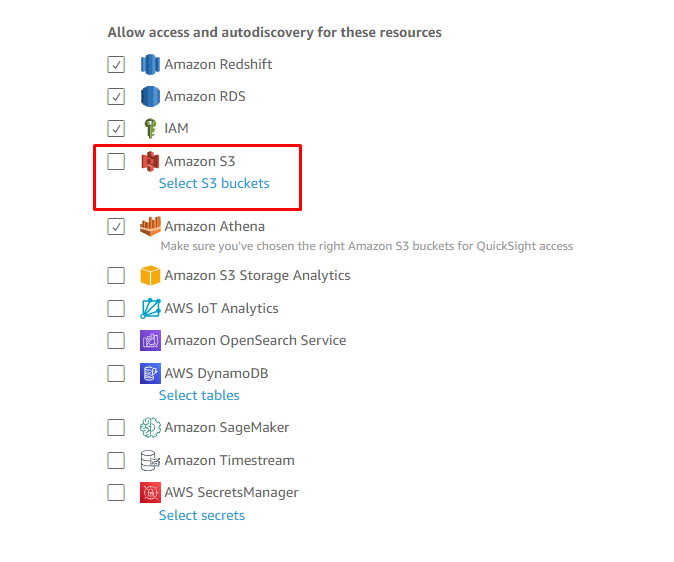 Allow access and autodiscovery for these resources
Amazon Redshift
Amazon RDS
IAM
Amazon S3
Select S3 buckets
Amazon Athena
Make sure you've chosen the right Amazon S3 buckets for QuickSight access
Amazon S3 Storage Analytics
AWS IoT Analytics
Amazon OpenSearch Service
AWS DynamoDB
Select tables
Amazon SageMaker
Amazon Timestream
AWS SecretsManager
Select secrets